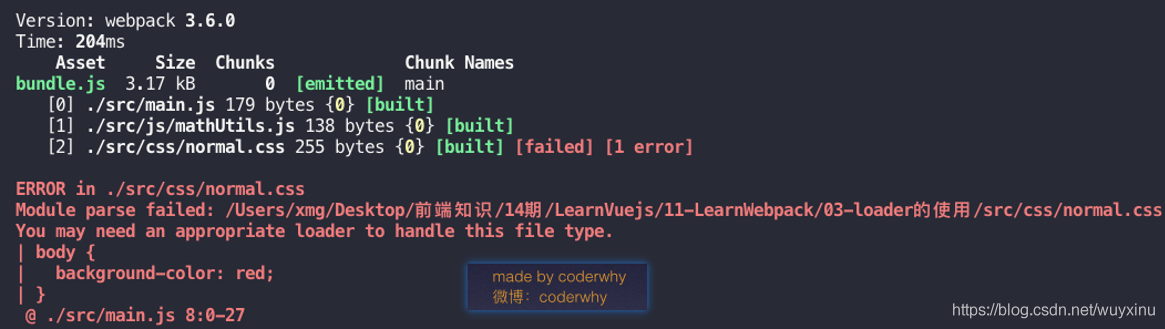 Version: webpack 3.6.0
Time: 204ms
Asset Size Chunks Chunk Names
bundle.js 3.17 kB 0 [emitted] main
[0] ./src/main.js 179 bytes {0} [built]
[1] ./src/js/mathUtils.js 138 bytes {0} [built]
[2] ./src/css/normal.css 255 bytes {0} [built] [failed] [1 error]
ERROR in ./src/css/normal.css
Module parse failed: /Users/xmg/Desktop/前端知识/14期/LearnVuejs/11-LearnWebpack/03-loader的使用/src/css/normal.css
You may need an appropriate loader to handle this file type.
| body {
|   background-color: red;
| }
@ ./src/main.js 8:0-27
made by coderwhy
微博：coderwhy
https://blog.csdn.net/wuyxinu